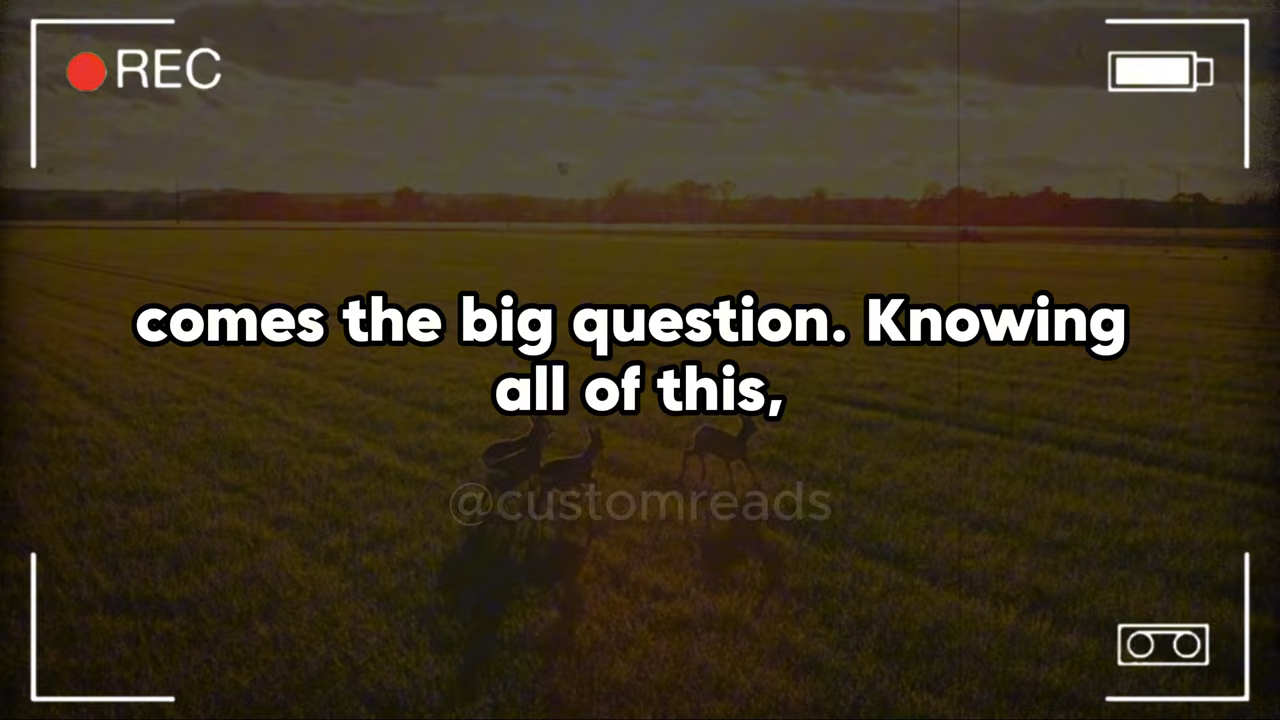 REC
comes the big question. Knowing
all of this,
@customreads